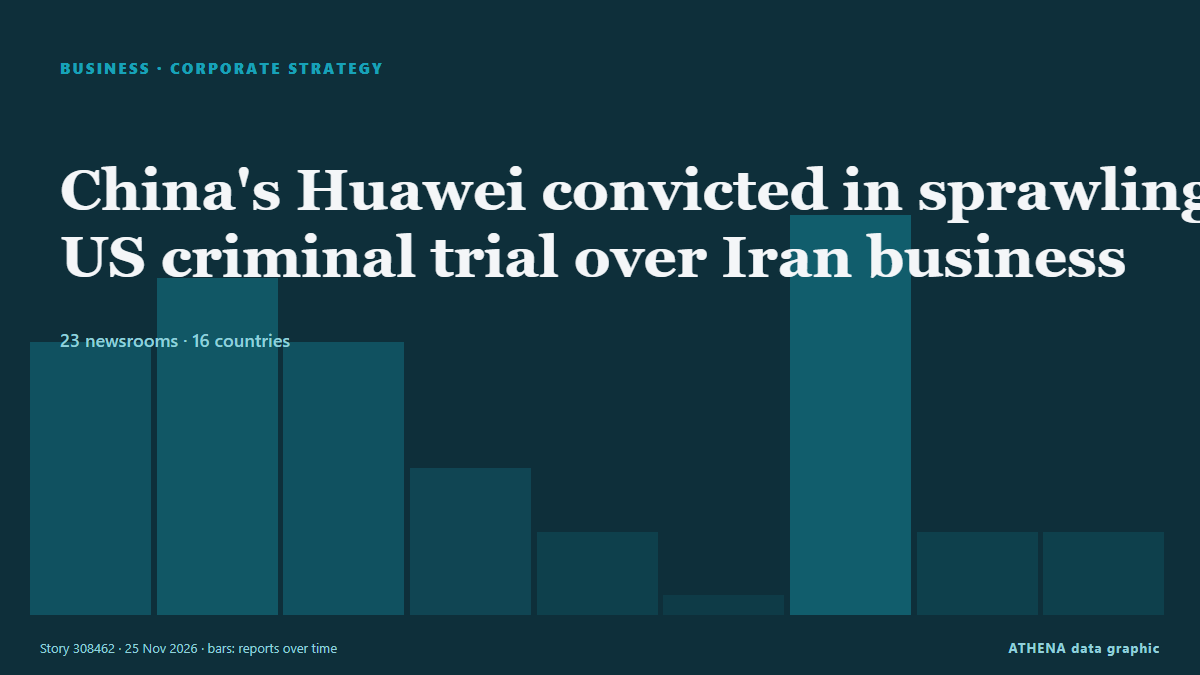 BUSINESS · CORPORATE STRATEGY
China's Huawei convicted in sprawling
US criminal trial over Iran business
23 newsrooms · 16 countries
Story 308462 · 25 Nov 2026 · bars: reports over time
ATHENA data graphic